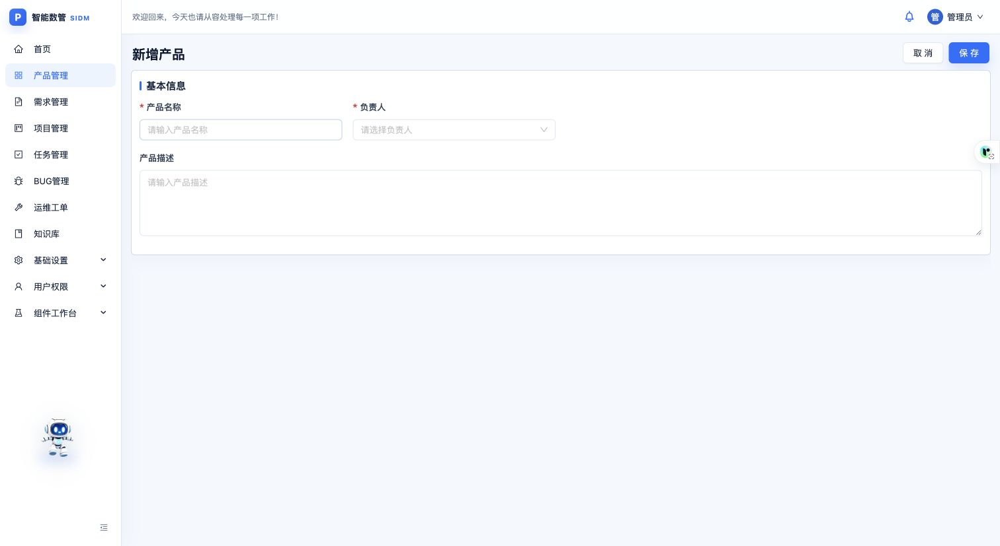 P 智能数管 SIDM
欢迎回来，今天也请从容处理每一项工作！
管 管理员
首页
产品管理
需求管理
项目管理
任务管理
BUG管理
运维工单
知识库
基础设置
用户权限
组件工作台
新增产品
取 消
保 存
基本信息
* 产品名称
* 负责人
请输入产品名称
请选择负责人
产品描述
请输入产品描述